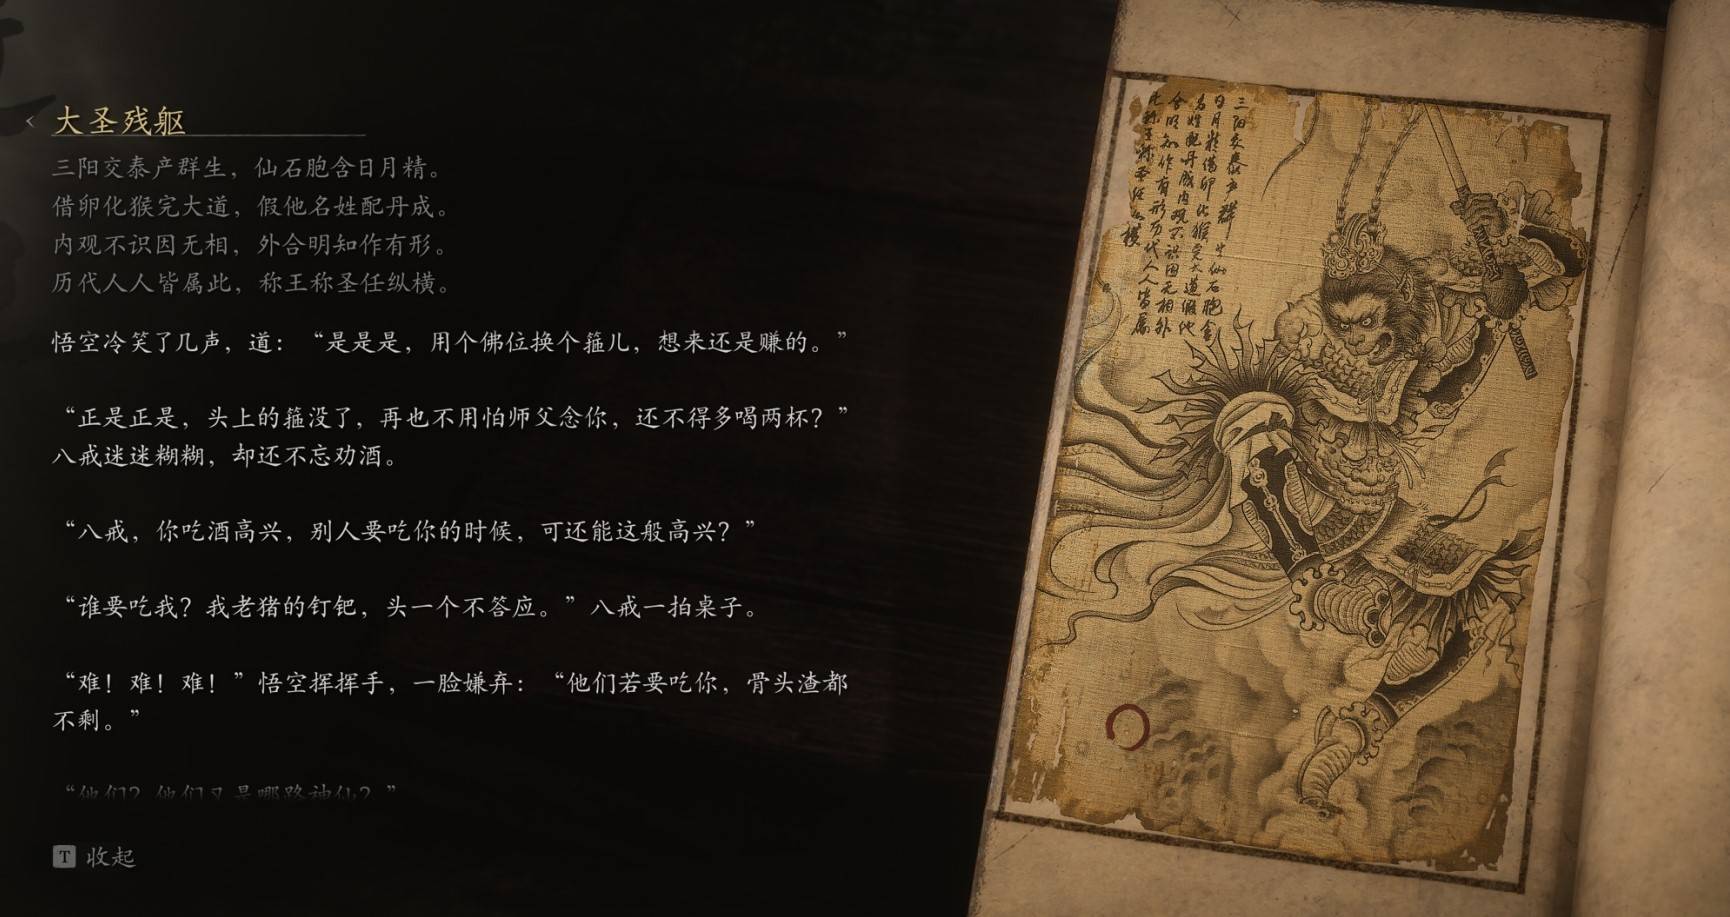 大圣残躯
三阳交泰产群生，仙石胞含日月精。
借卵化猴完大道，假他名姓配丹成。
内观不识因无相，外合明知作有形。
历代人人皆属此，称王称圣任纵横。
悟空冷笑了几声，道：“是是是，用个佛位换个箍儿，想来还是赚的。”
“正是正是，头上的箍没了，再也不用怕师父念你，还不得多喝两杯？”
八戒迷迷糊糊，却还不忘劝酒。
“八戒，你吃酒高兴，别人要吃你的时候，可还能这般高兴？”
“谁要吃我？我老猪的钉钯，头一个不答应。”八戒一拍桌子。
“难！难！难！”悟空挥挥手，一脸嫌弃：“他们若要吃你，骨头渣都
不剩。”
“他们？他们又是哪路神仙？”
T 收起
三阳交泰产群生仙石胞含
日月精借卵化猴完大道假他
名姓配丹成内观不识因无相外
合明知作有形历代人人皆属
此称王称圣任纵横